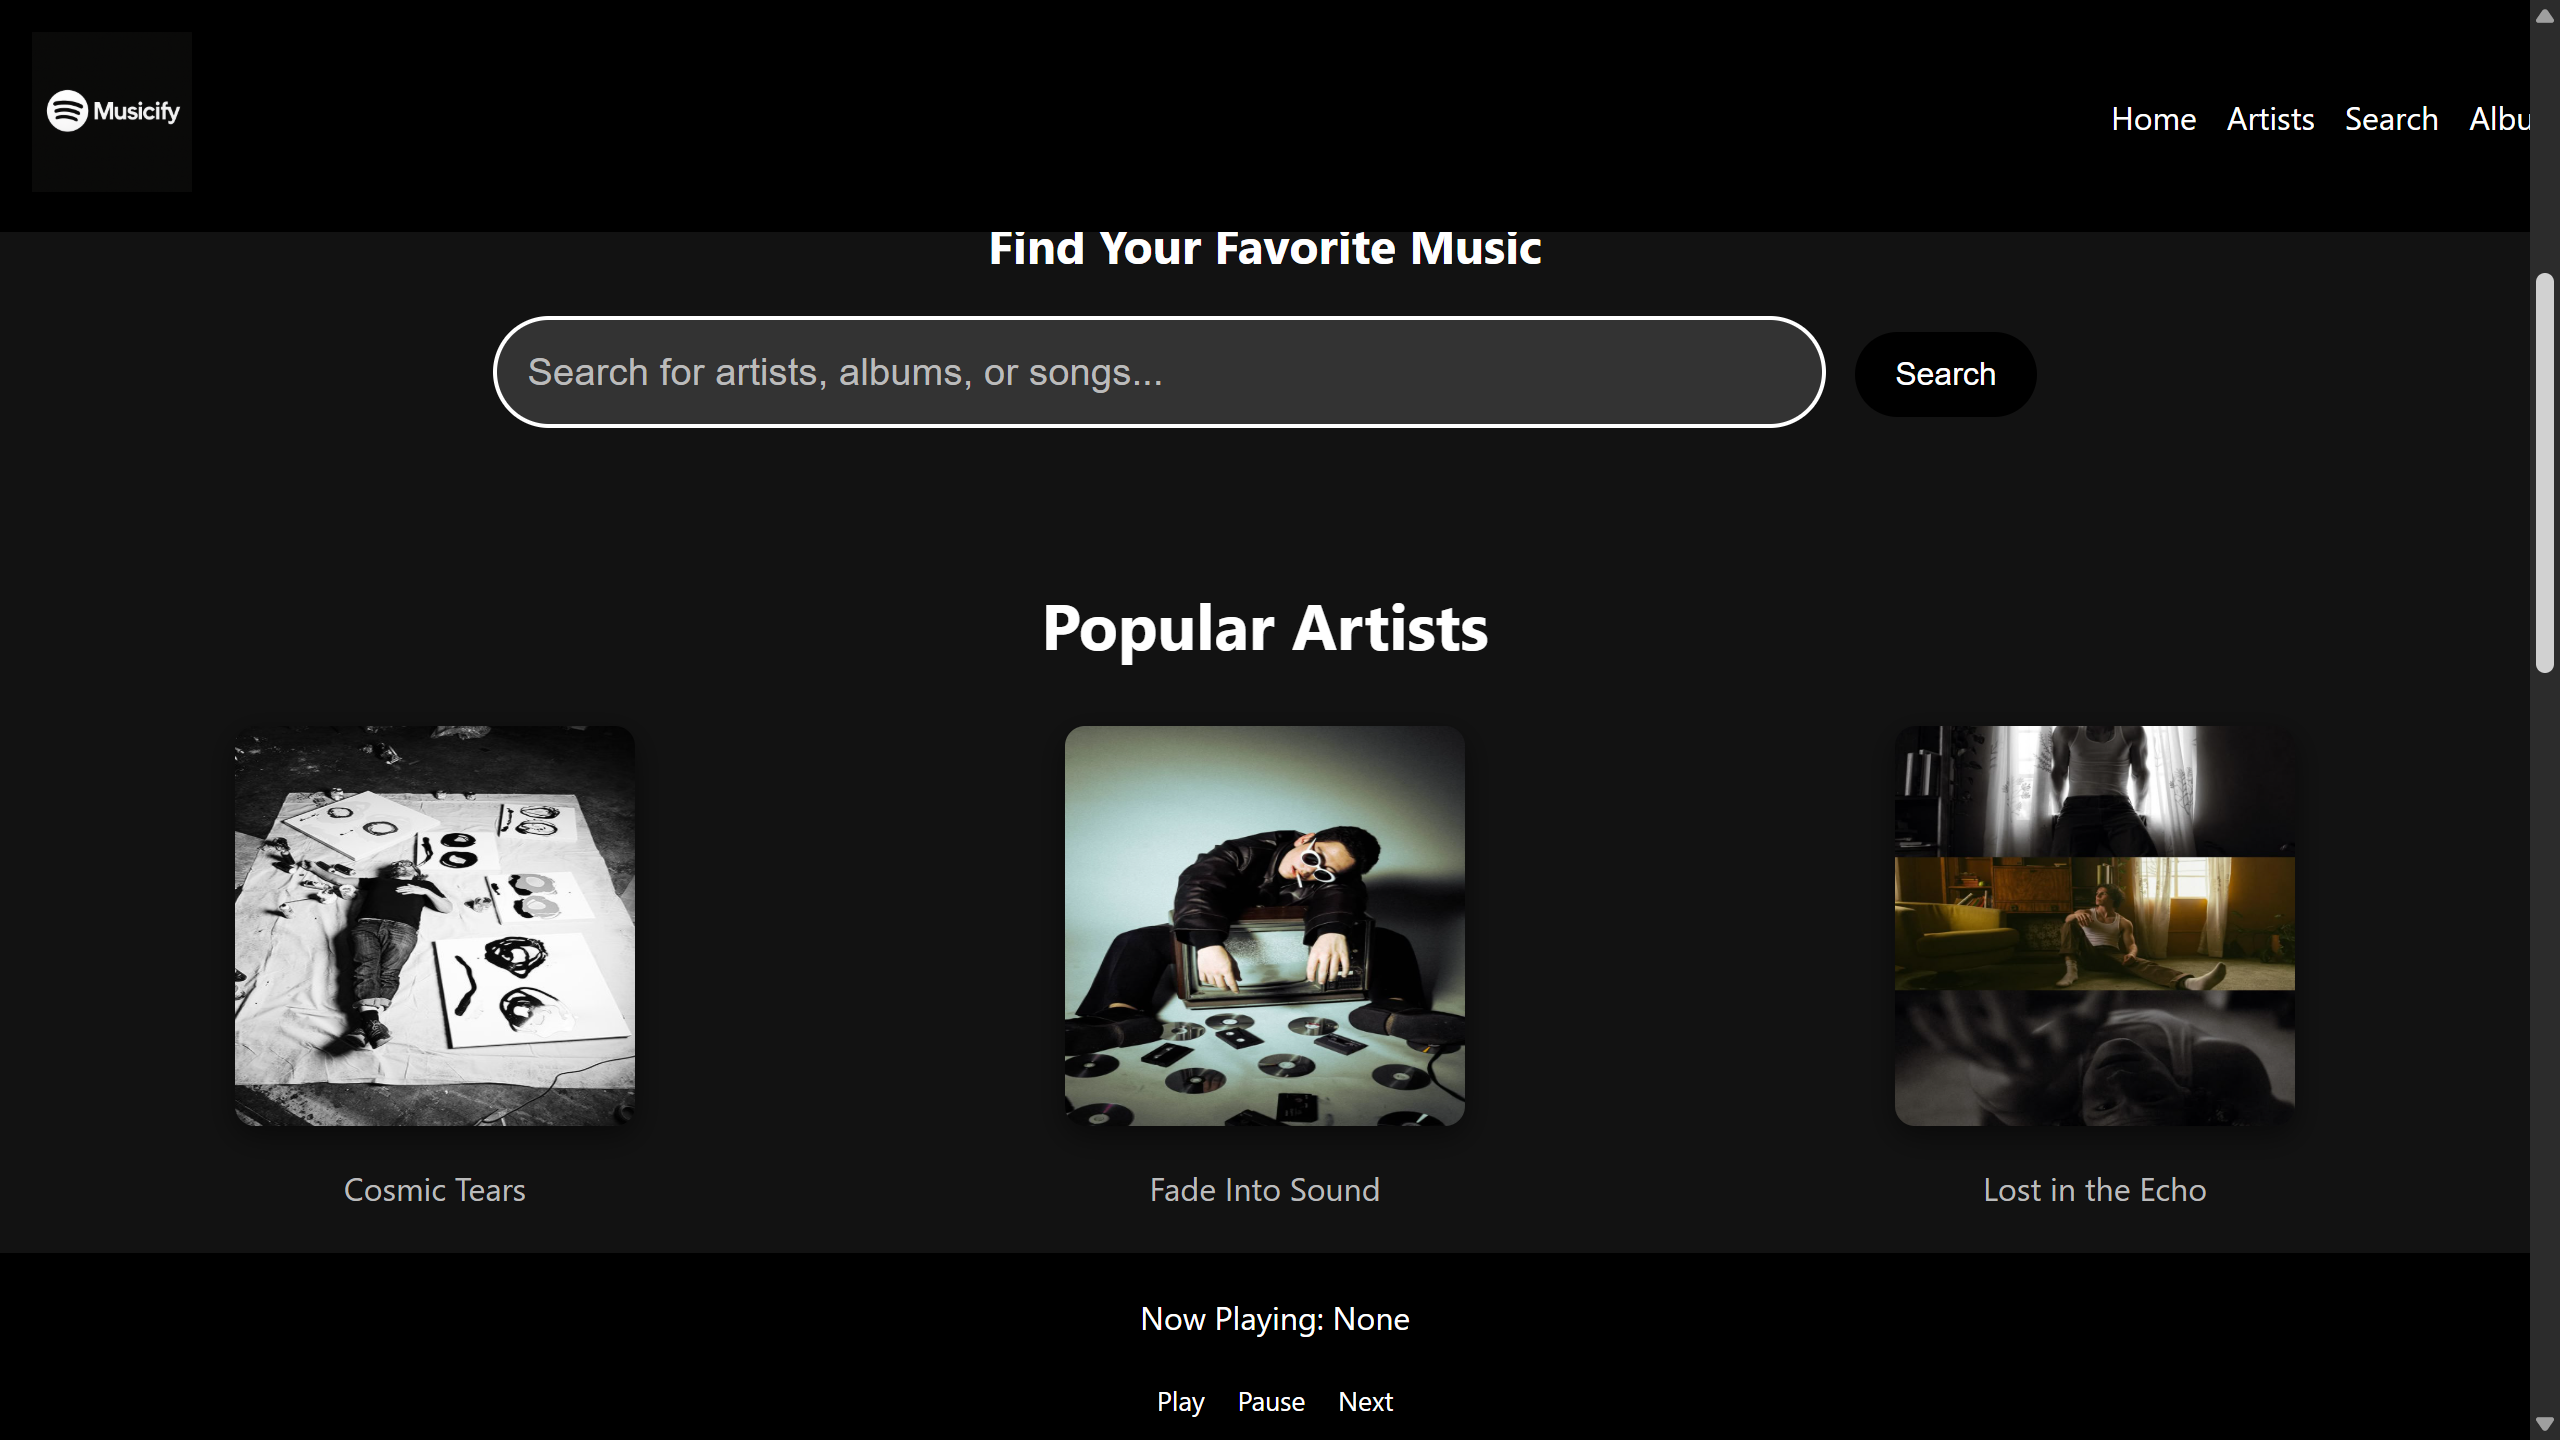 Musicify
Home Artists Search Albu
Find Your Favorite Music
Search for artists, albums, or songs...
Search
Popular Artists
Cosmic Tears
Fade Into Sound
Lost in the Echo
Now Playing: None
Play Pause Next